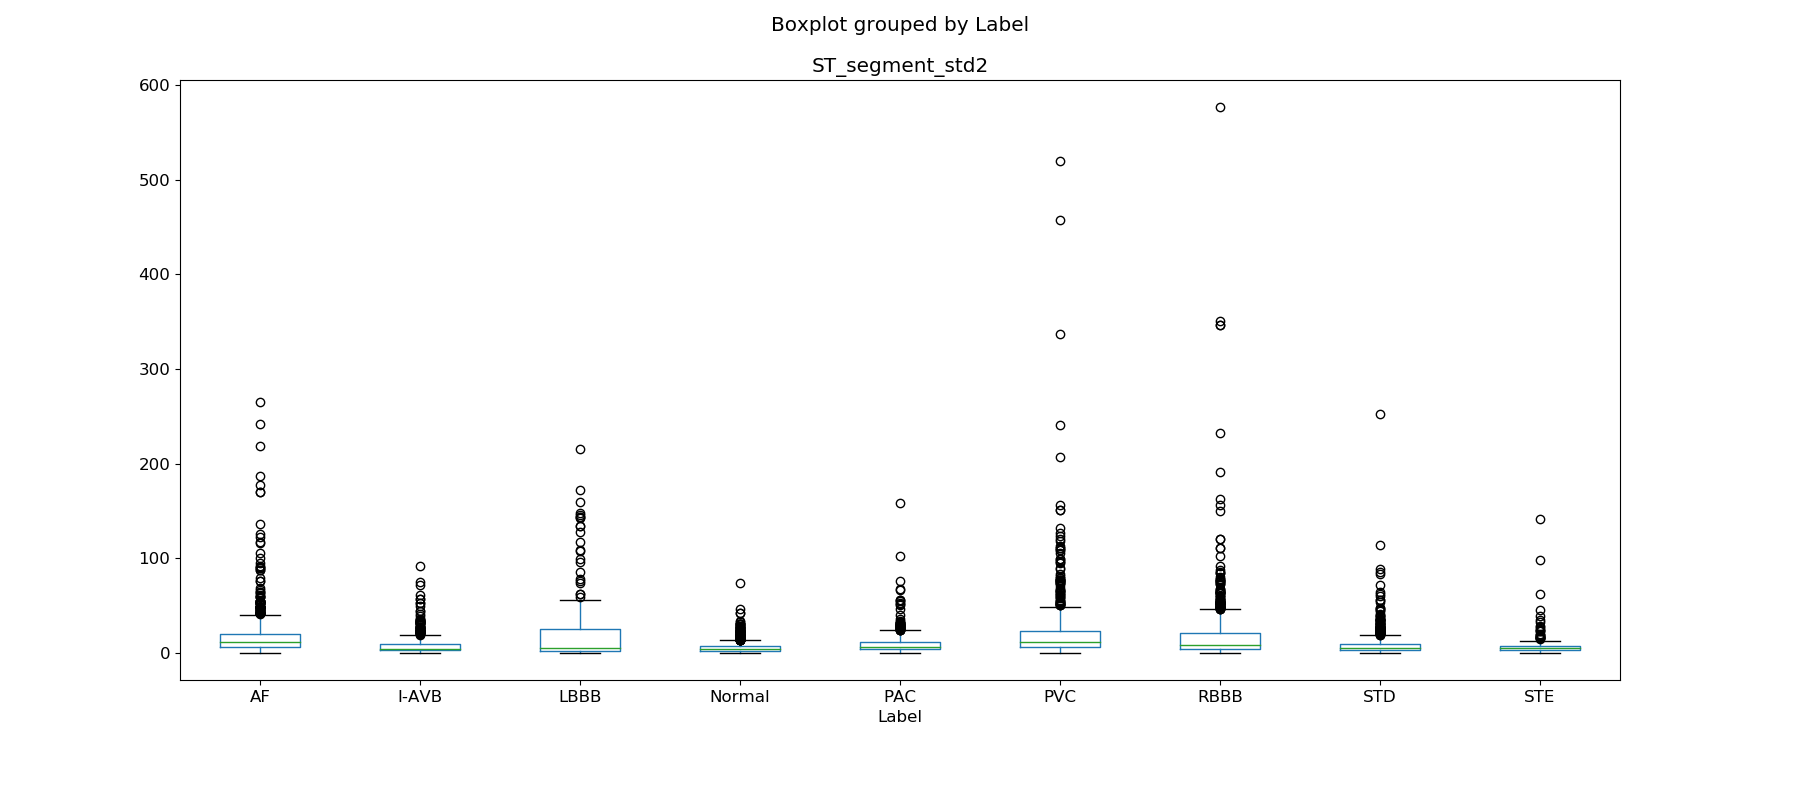 Boxplot grouped by Label
ST_segment_std2
600
500
400
300
200
100
0
AF I-AVB LBBB Normal PAC PVC RBBB STD STE
Label